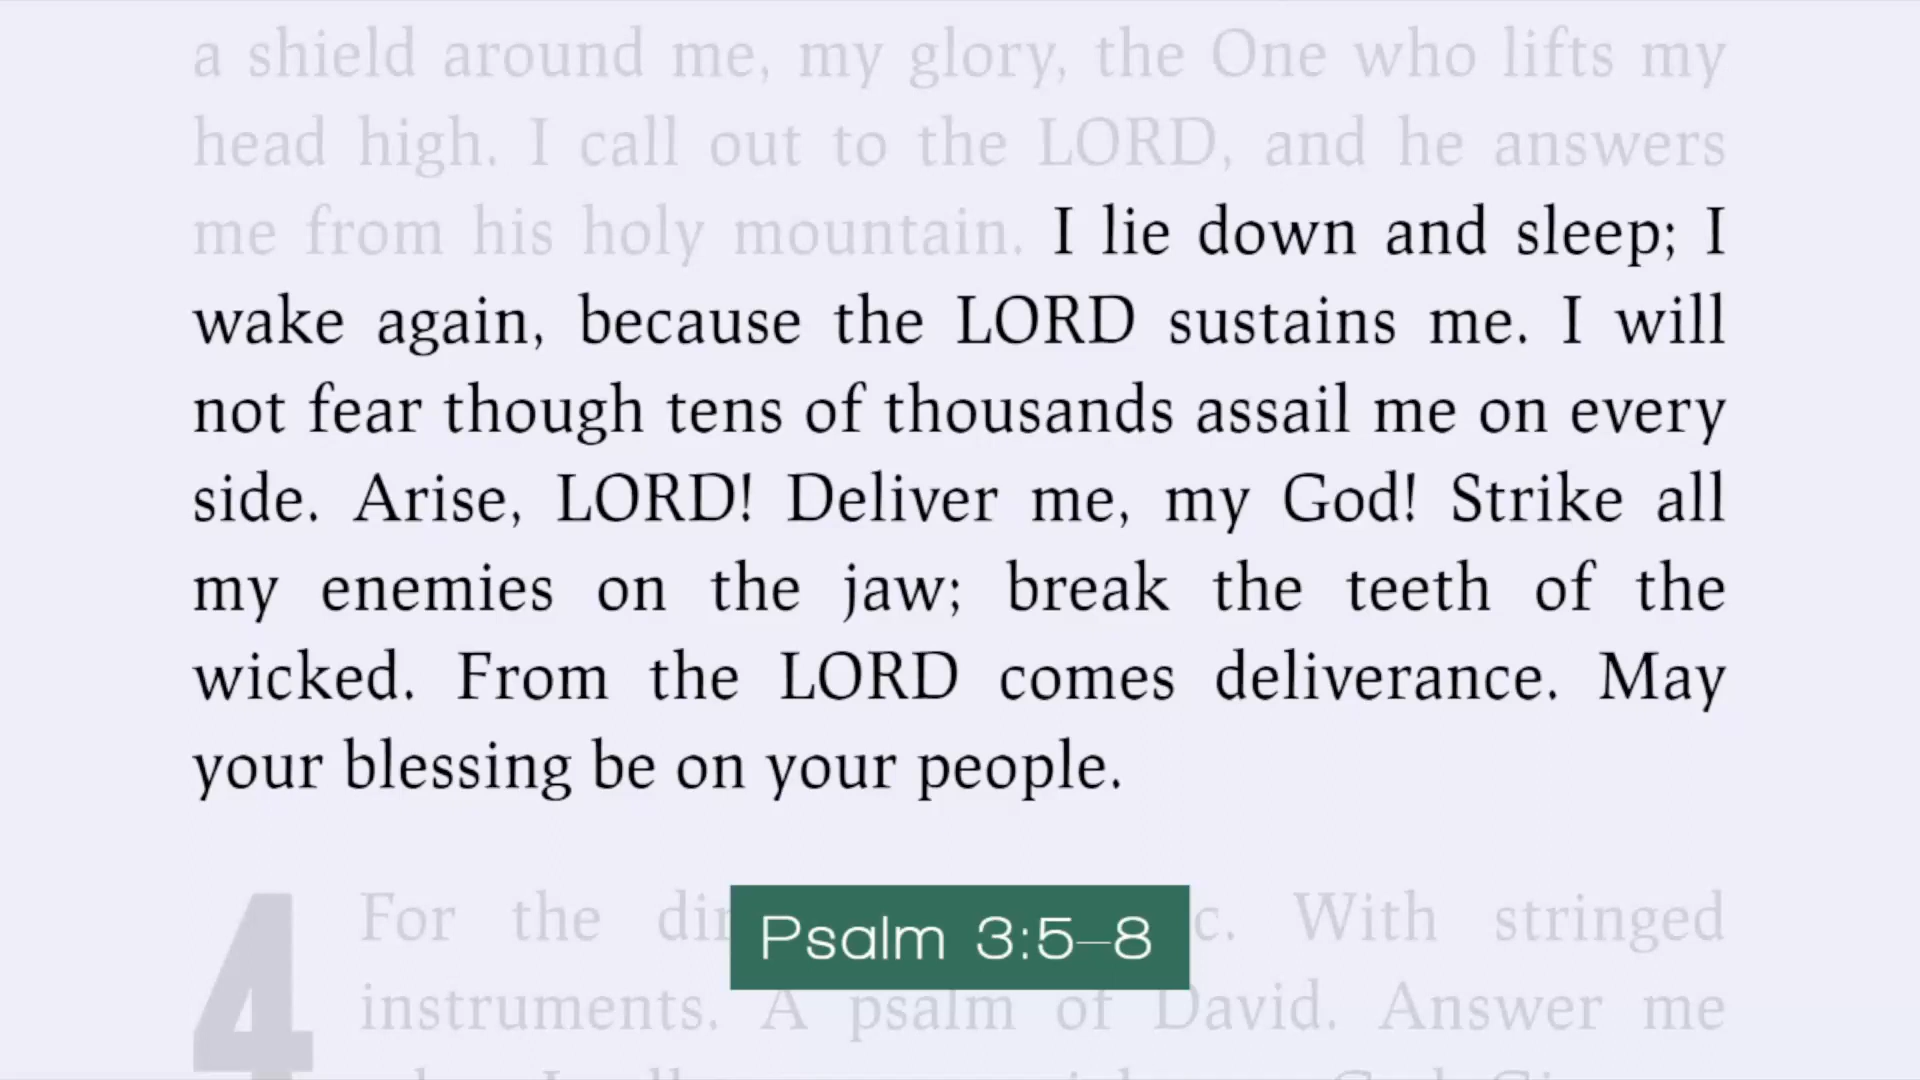 a shield around me, my glory, the One who lifts my
head high. I call out to the LORD, and he answers
me from his holy mountain. I lie down and sleep; I
wake again, because the LORD sustains me. I will
not fear though tens of thousands assail me on every
side. Arise, LORD! Deliver me, my God! Strike all
my enemies on the jaw; break the teeth of the
wicked. From the LORD comes deliverance. May
your blessing be on your people.
4 For the With stringed
Psalm 3:5–8
instruments. A psalm of David. Answer me